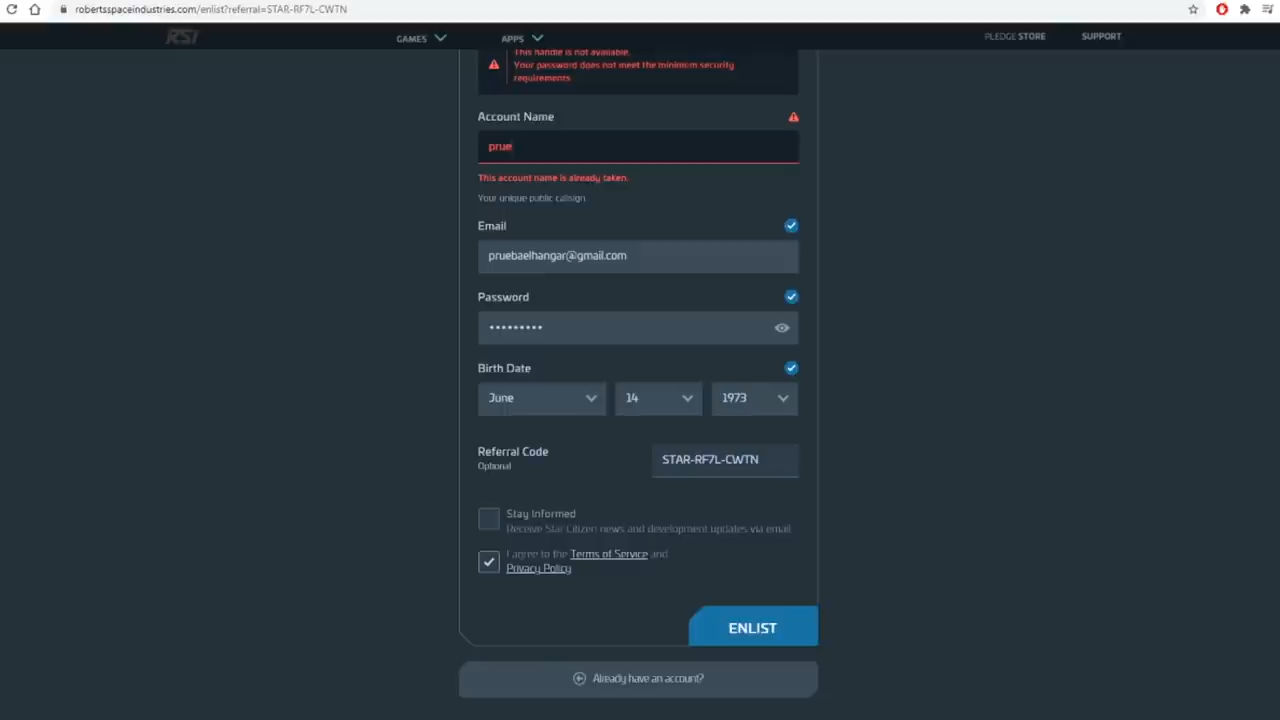 robertsspaceindustries.com/enlist?referral=STAR-RF7L-CWTN
RSI
GAMES
APPS
PLEDGE STORE
SUPPORT
This handle is not available.
Your password does not meet the minimum security
requirements
Account Name
prue
This account name is already taken.
Your unique public callsign
Email
pruebaelhangar@gmail.com
Password
•••••••••
Birth Date
June
14
1973
Referral Code
Optional
STAR-RF7L-CWTN
Stay Informed
Receive Star Citizen news and development updates via email
I agree to the Terms of Service and
Privacy Policy
ENLIST
Already have an account?